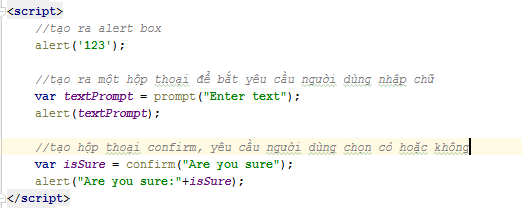 <script>
//tạo ra alert box
alert('123');
//tạo ra một hộp thoại để bắt yêu cầu người dùng nhập chữ
var textPrompt = prompt("Enter text");
alert(textPrompt);
//tạo hộp thoại confirm, yêu cầu người dùng chọn có hoặc không
var isSure = confirm("Are you sure");
alert("Are you sure:"+isSure);
</script>